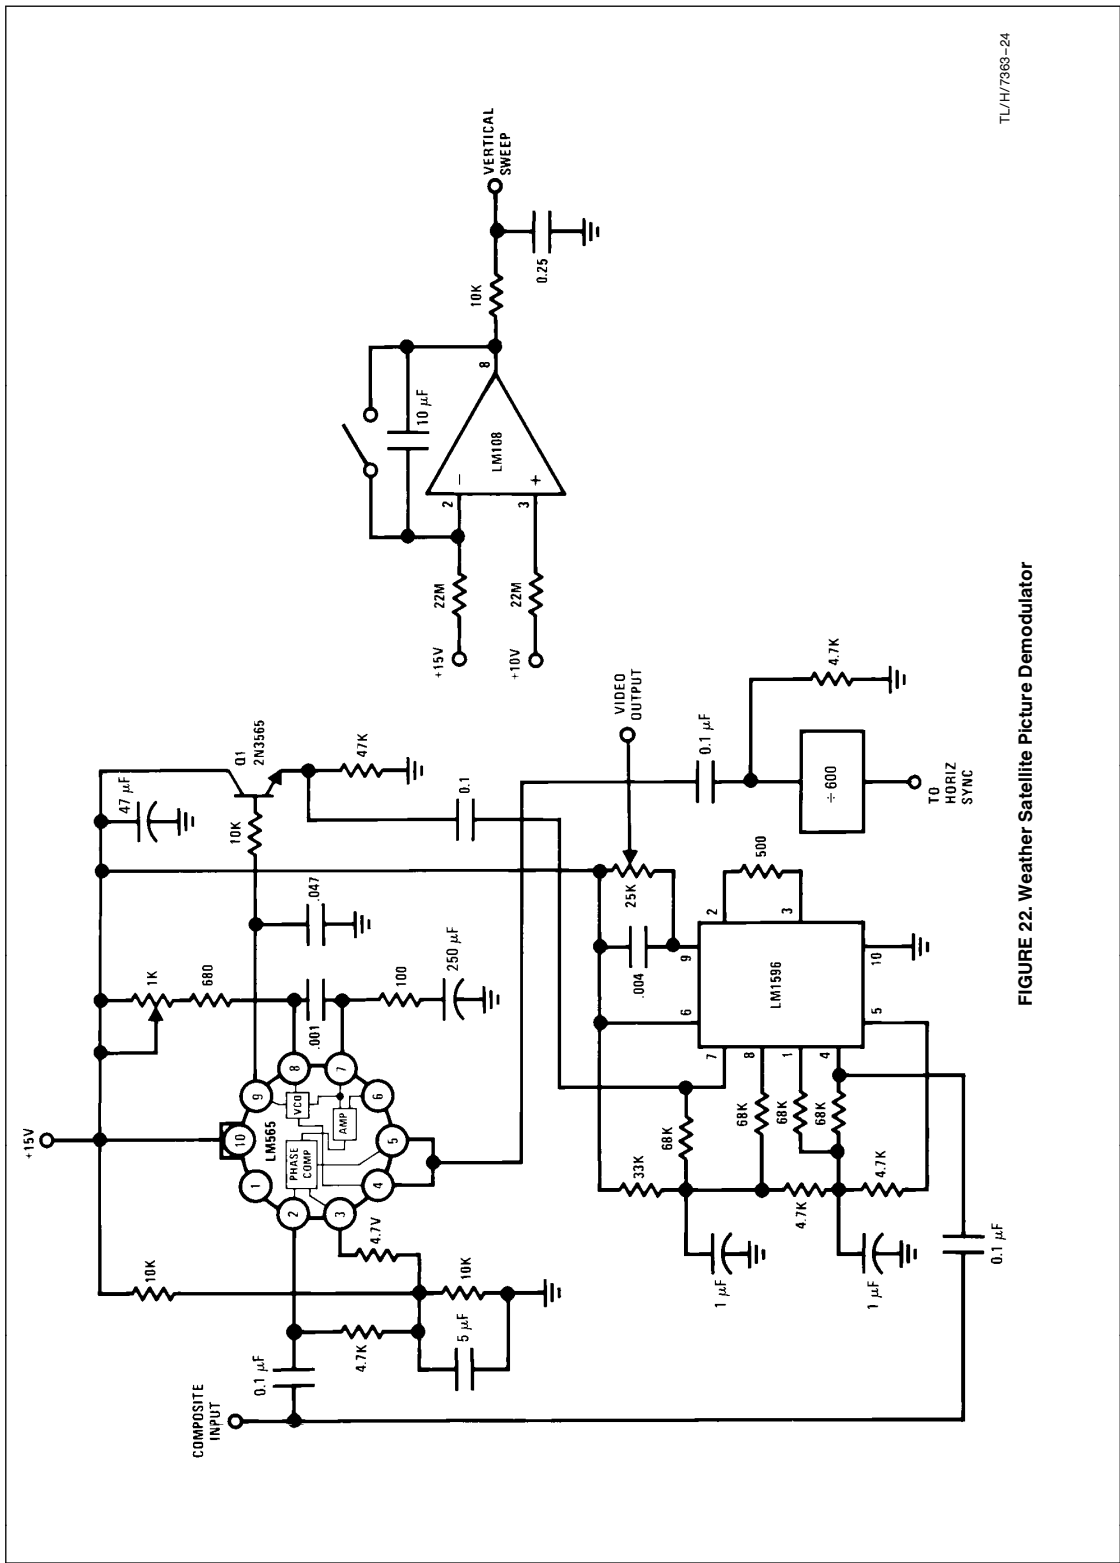 +15V
COMPOSITE
INPUT
0.1 µF
10K
4.7K
5 µF
10K
4.7V
1
2
3
4
5
6
7
8
9
10
LM565
PHASE
COMP
VCO
AMP
1K
680
.001
100
250 µF
.047
10K
47 µF
Q1
2N3565
47K
0.1
33K
68K
68K
68K
68K
4.7K
4.7K
1 µF
1 µF
0.1 µF
.004
25K
VIDEO
OUTPUT
LM1596
6
9
7
8
1
4
5
10
2
3
500
0.1 µF
4.7K
÷ 600
TO
HORIZ
SYNC
+15V
22M
+10V
22M
2
3
−
+
LM108
8
10 µF
10K
0.25
VERTICAL
SWEEP
TL/H/7363–24
FIGURE 22. Weather Satellite Picture Demodulator